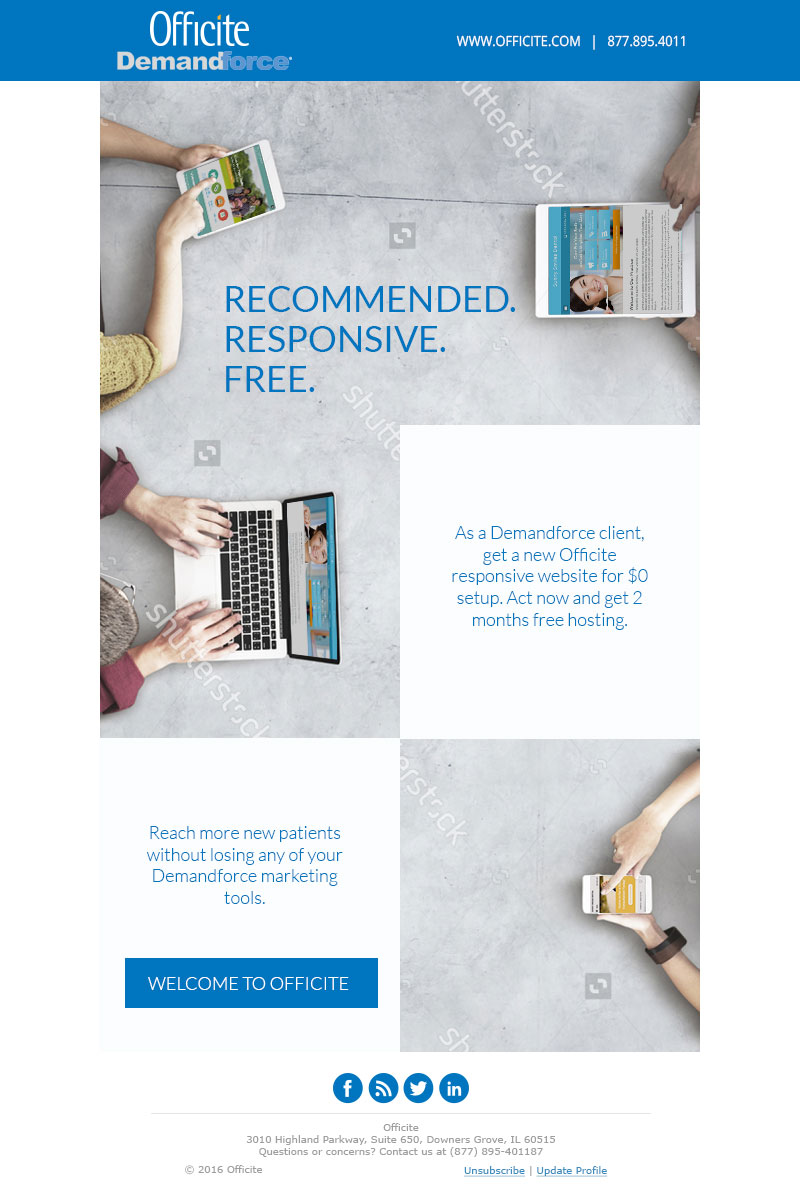 Officite
Demandforce
WWW.OFFICITE.COM | 877.895.4011
shutterstock
RECOMMENDED.
RESPONSIVE.
FREE.
shutterstock
As a Demandforce client,
get a new Officite
responsive website for $0
setup. Act now and get 2
months free hosting.
shutterstock
Reach more new patients
without losing any of your
Demandforce marketing
tools.
WELCOME TO OFFICITE
shutterstock
Officite
3010 Highland Parkway, Suite 650, Downers Grove, IL 60515
Questions or concerns? Contact us at (877) 895-401187
© 2016 Officite
Unsubscribe | Update Profile